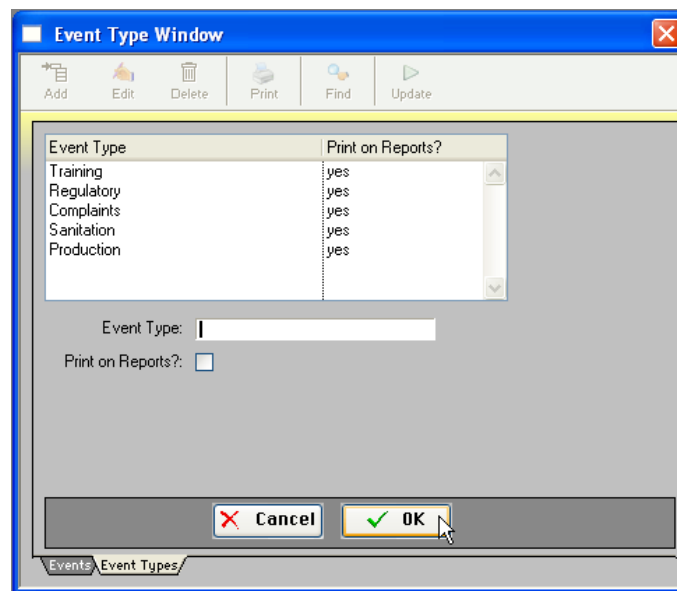 Event Type Window
Add Edit Delete Print Find Update
Event Type Print on Reports?
Training yes
Regulatory yes
Complaints yes
Sanitation yes
Production yes
Event Type:
Print on Reports?:
Cancel OK
Events Event Types